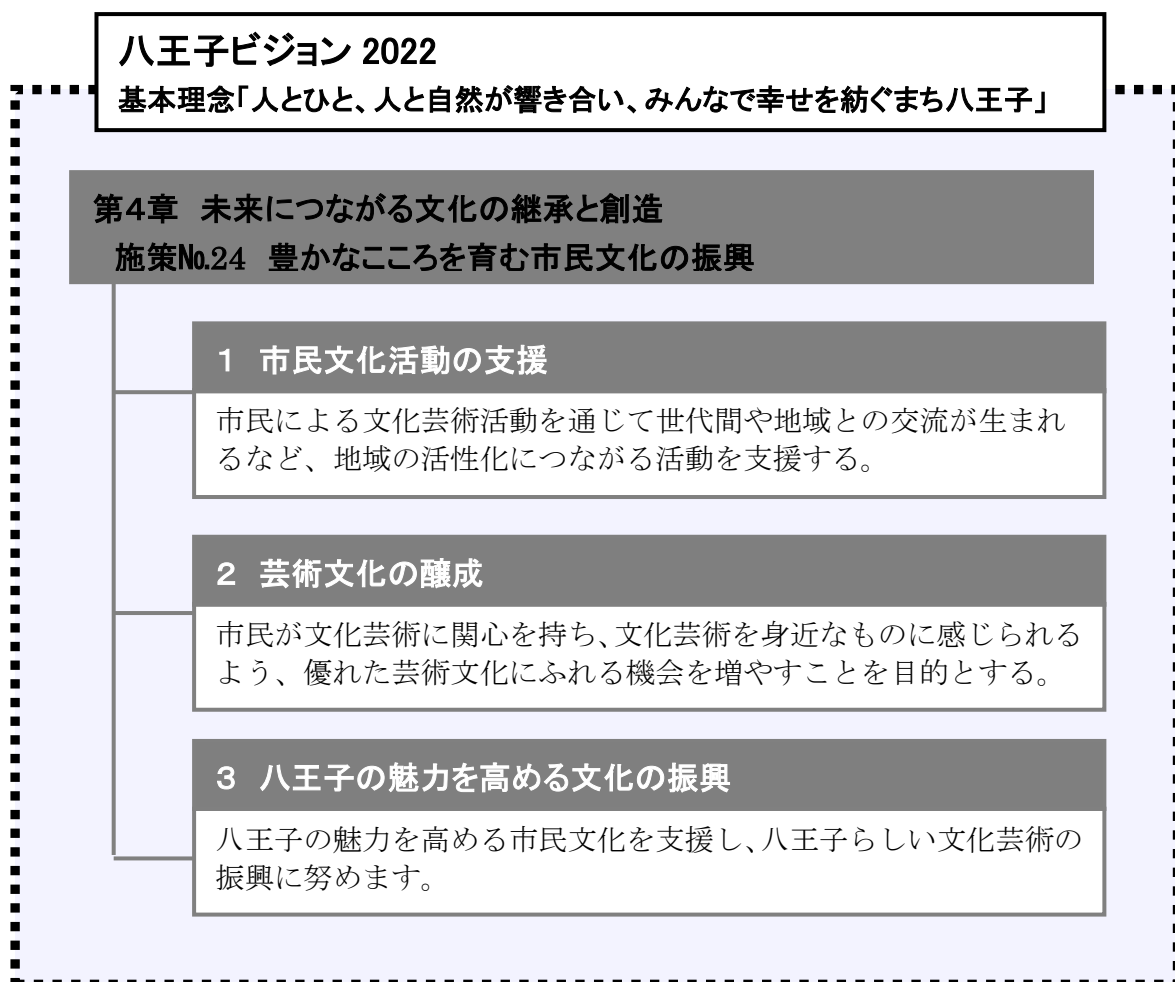 八王子ビジョン 2022
基本理念「人とひと、人と自然が響き合い、みんなで幸せを紡ぐまち八王子」
第4章 未来につながる文化の継承と創造
施策№24 豊かなこころを育む市民文化の振興
1 市民文化活動の支援
市民による文化芸術活動を通じて世代間や地域との交流が生まれ
るなど、地域の活性化につながる活動を支援する。
2 芸術文化の醸成
市民が文化芸術に関心を持ち、文化芸術を身近なものに感じられる
よう、優れた芸術文化にふれる機会を増やすことを目的とする。
3 八王子の魅力を高める文化の振興
八王子の魅力を高める市民文化を支援し、八王子らしい文化芸術の
振興に努めます。